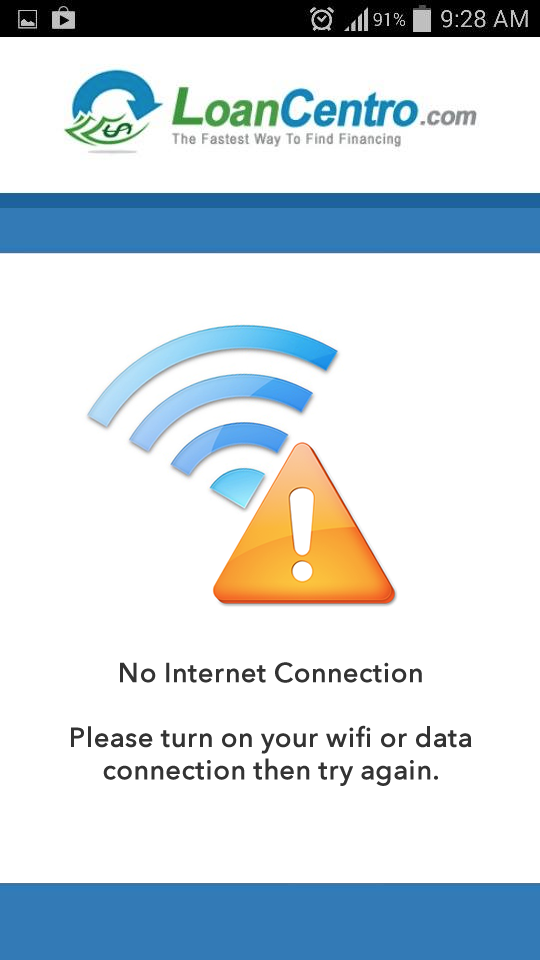 91% 9:28 AM
LoanCentro.com
The Fastest Way To Find Financing
No Internet Connection
Please turn on your wifi or data
connection then try again.